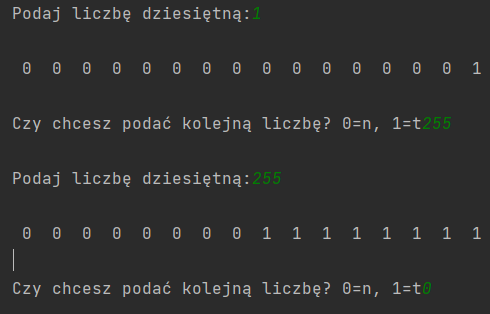 Podaj liczbę dziesiętną:1
0 0 0 0 0 0 0 0 0 0 0 0 0 0 0 1
Czy chcesz podać kolejną liczbę? 0=n, 1=t255
Podaj liczbę dziesiętną:255
0 0 0 0 0 0 0 0 1 1 1 1 1 1 1 1
Czy chcesz podać kolejną liczbę? 0=n, 1=t0